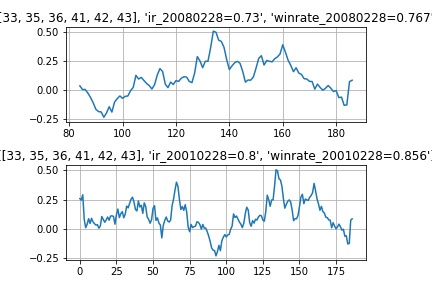 [33, 35, 36, 41, 42, 43], 'ir_20080228=0.73', 'winrate_20080228=0.767'
0.50
0.25
0.00
−0.25
80 100 120 140 160 180
[33, 35, 36, 41, 42, 43], 'ir_20010228=0.8', 'winrate_20010228=0.856']
0.50
0.25
0.00
−0.25
0 25 50 75 100 125 150 175